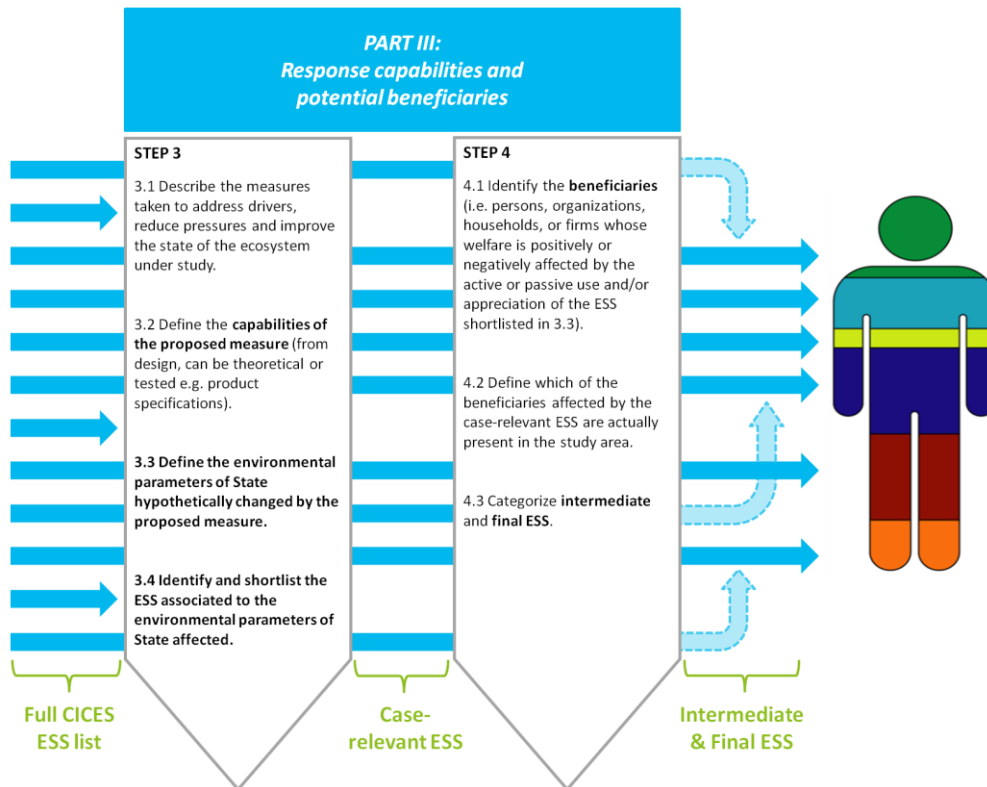 PART III:
Response capabilities and
potential beneficiaries
STEP 3
3.1 Describe the measures
taken to address drivers,
reduce pressures and improve
the state of the ecosystem
under study.
3.2 Define the capabilities of
the proposed measure (from
design, can be theoretical or
tested e.g. product
specifications).
3.3 Define the environmental
parameters of State
hypothetically changed by the
proposed measure.
3.4 Identify and shortlist the
ESS associated to the
environmental parameters of
State affected.
STEP 4
4.1 Identify the beneficiaries
(i.e. persons, organizations,
households, or firms whose
welfare is positively or
negatively affected by the
active or passive use and/or
appreciation of the ESS
shortlisted in 3.3).
4.2 Define which of the
beneficiaries affected by the
case-relevant ESS are actually
present in the study area.
4.3 Categorize intermediate
and final ESS.
Full CICES
ESS list
Case-
relevant ESS
Intermediate
& Final ESS